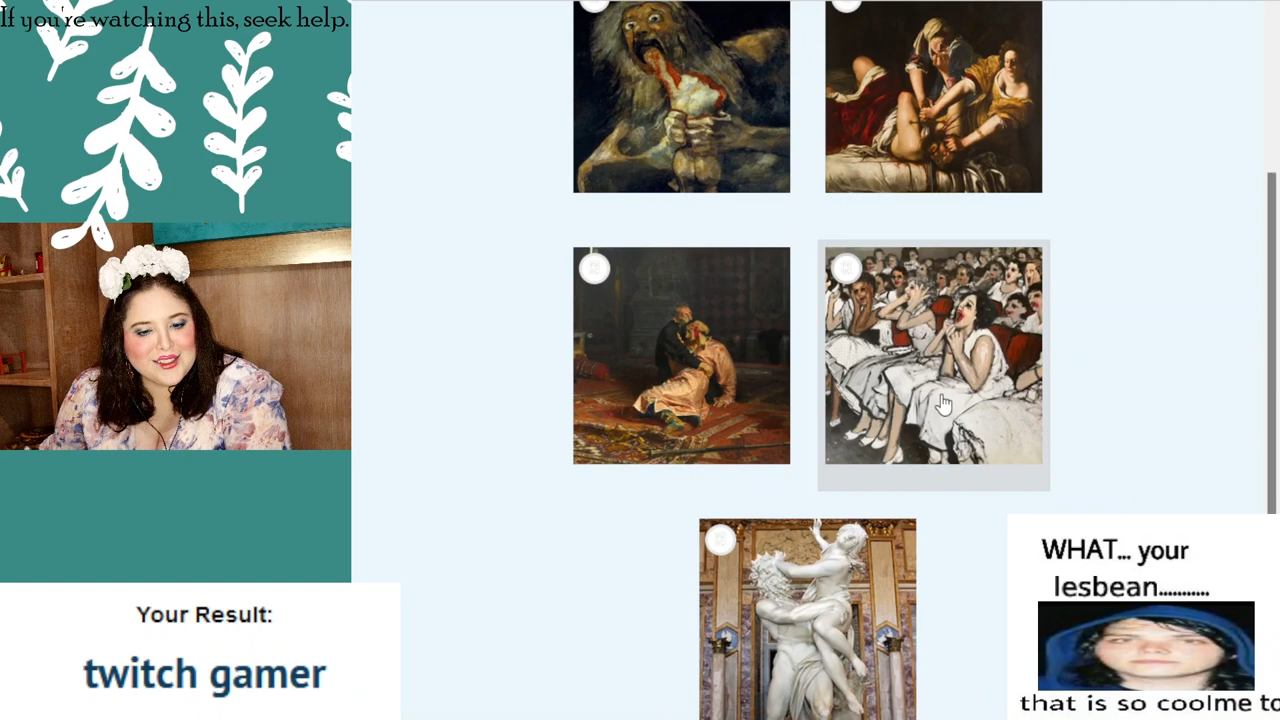 If you're watching this, seek help.
Your Result:
twitch gamer
WHAT... your
lesbean...........
that is so coolme to